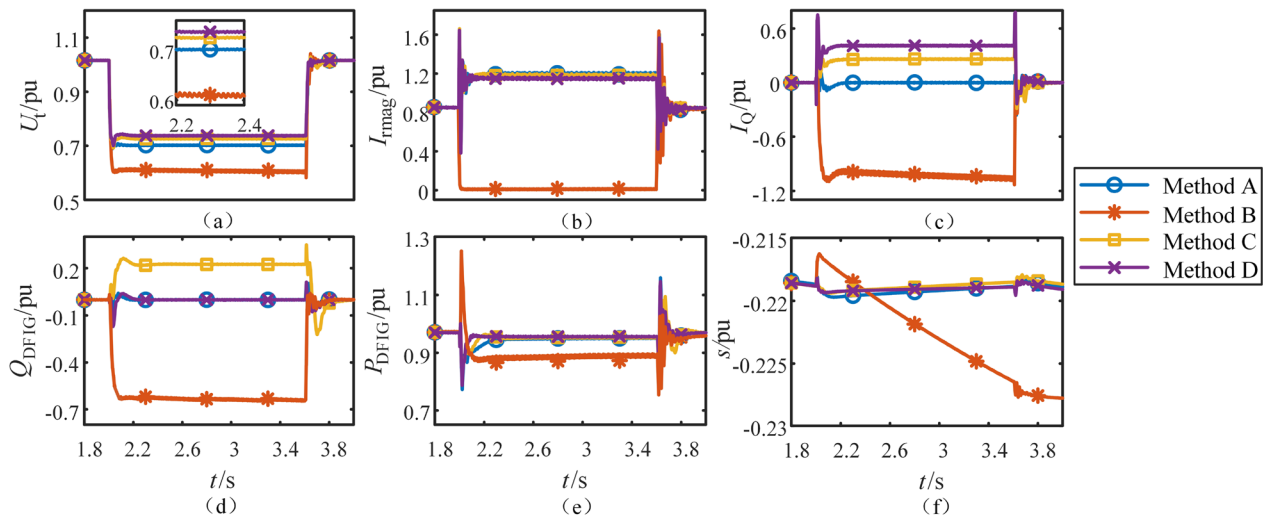 1.1
0.9
0.7
0.5
U_t/pu
0.7
0.6
2.2
2.4
(a)
1.6
1.2
0.8
0.4
0
I_rmag/pu
(b)
0.6
0
-0.6
-1.2
I_Q/pu
(c)
Method A
Method B
Method C
Method D
0.2
-0.1
-0.4
-0.7
Q_DFIG/pu
1.8
2.4
3
3.4
4.0
t/s
(d)
1.3
1.1
0.9
0.7
P_DFIG/pu
1.8
2.2
2.6
3
3.4
3.8
t/s
(e)
-0.215
-0.22
-0.225
-0.23
s/pu
1.8
2.2
2.6
3
3.4
3.8
t/s
(f)